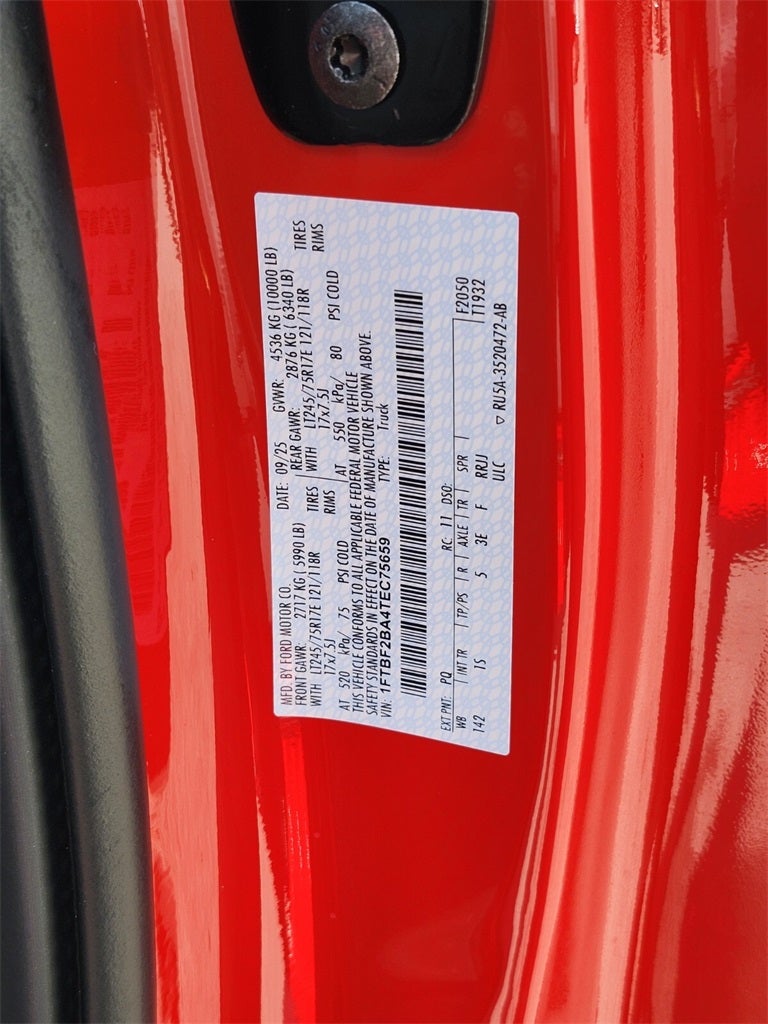 MFD. BY FORD MOTOR CO. DATE: 09/25 GVWR: 4536 KG (10000 LB)
FRONT GAWR: 2717 KG ( 5990 LB) REAR GAWR: 2876 KG ( 6340 LB)
WITH LT245/75R17E 121/118R TIRES WITH LT245/75R17E 121/118R TIRES
17x7.5J RIMS 17x7.5J RIMS
AT 520 kPa/ 75 PSI COLD AT 550 kPa/ 80 PSI COLD
THIS VEHICLE CONFORMS TO ALL APPLICABLE FEDERAL MOTOR VEHICLE
SAFETY STANDARDS IN EFFECT ON THE DATE OF MANUFACTURE SHOWN ABOVE.
VIN: 1FTBF2BA4TEC75659 TYPE: Truck
EXT PNT: PQ RC: 11 DSO: F2050
WB | INT TR | TP/PS | R | AXLE | TR | SPR TT1932
142 1S 5 3E F RRJJ
ULC ▽ RU5A-3520472-AB